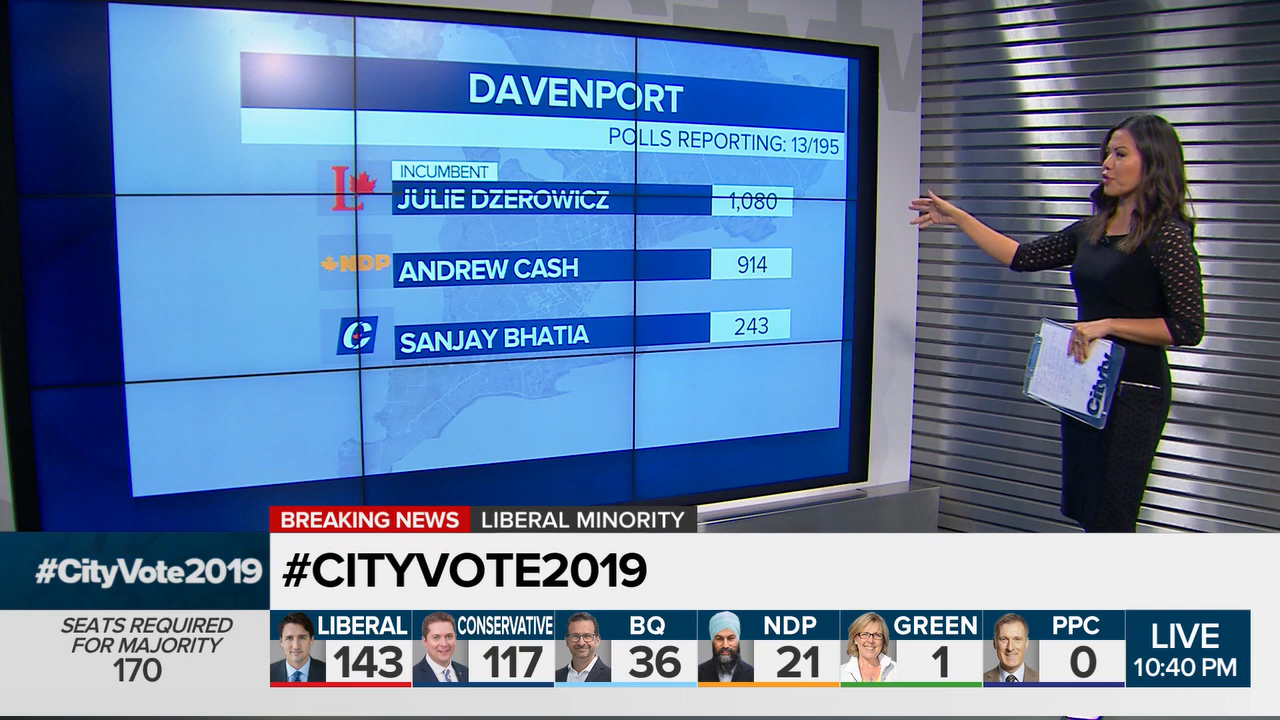 DAVENPORT
POLLS REPORTING: 13/195
INCUMBENT
L
JULIE DZEROWICZ 1,080
NDP ANDREW CASH 914
C SANJAY BHATIA 243
Citytv
BREAKING NEWS LIBERAL MINORITY
#CityVote2019 #CITYVOTE2019
SEATS REQUIRED
FOR MAJORITY
170
LIBERAL 143
CONSERVATIVE 117
BQ 36
NDP 21
GREEN 1
PPC 0
LIVE
10:40 PM